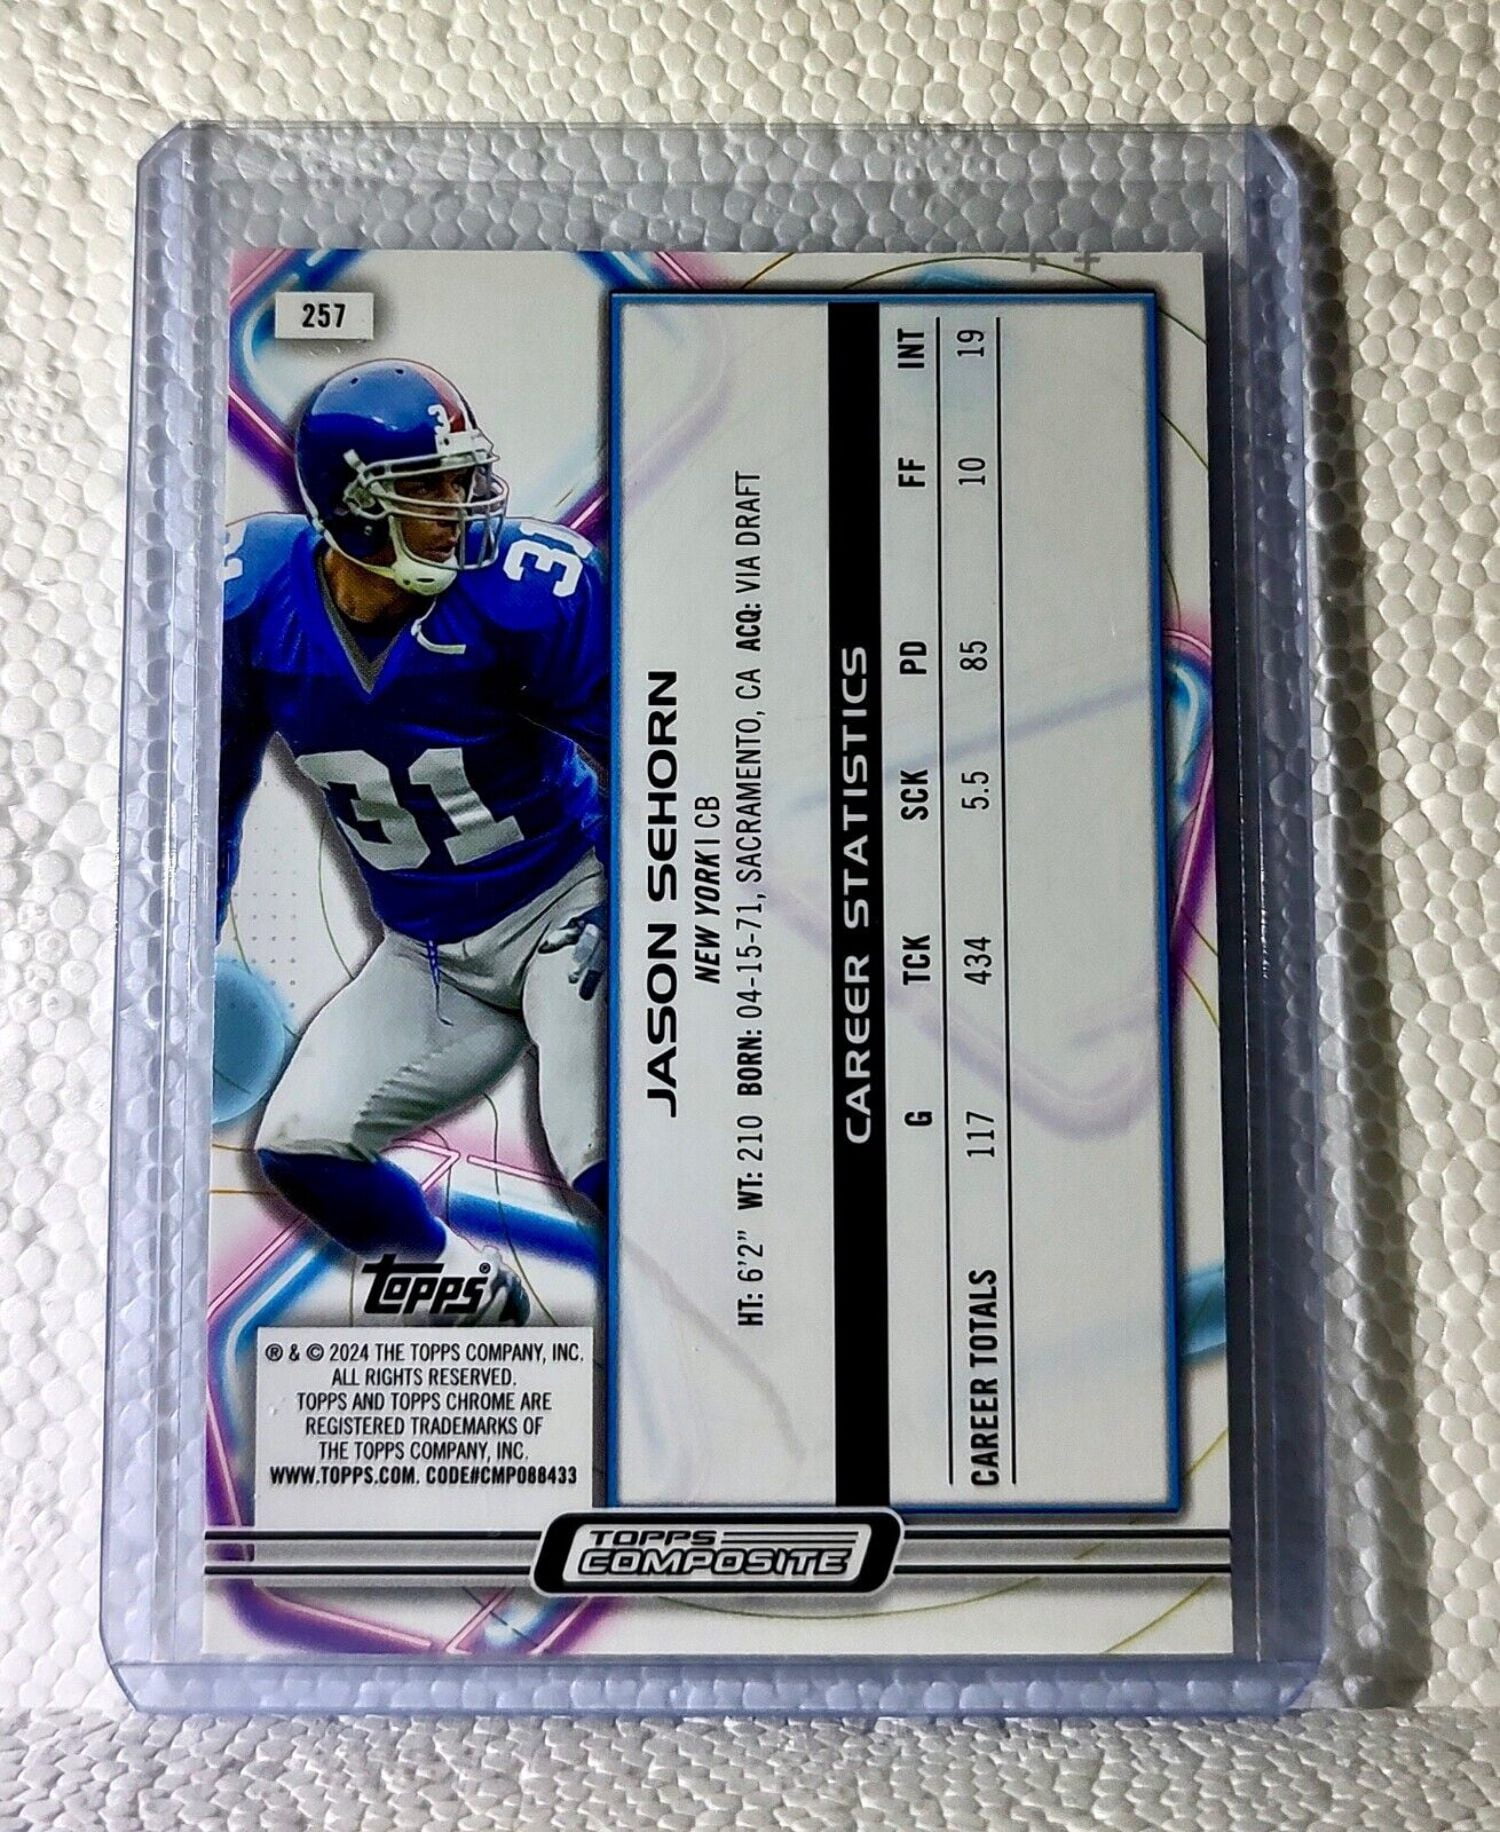 257
3
31
31
JASON SEHORN
NEW YORK | CB
HT: 6'2" WT: 210 BORN: 04-15-71, SACRAMENTO, CA ACQ: VIA DRAFT
CAREER STATISTICS
G TCK SCK PD FF INT
CAREER TOTALS 117 434 5.5 85 10 19
topps®
® & © 2024 THE TOPPS COMPANY, INC.
ALL RIGHTS RESERVED.
TOPPS AND TOPPS CHROME ARE
REGISTERED TRADEMARKS OF
THE TOPPS COMPANY, INC.
WWW.TOPPS.COM. CODE#CMP088433
TOPPS
COMPOSITE